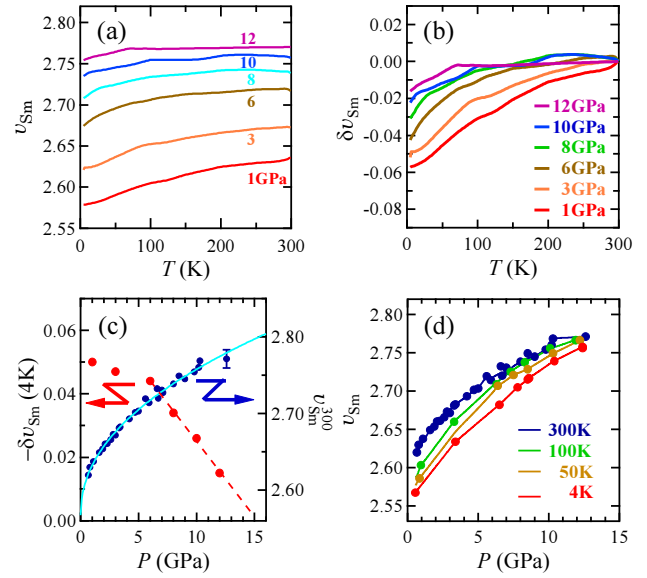 (a)
2.80
2.75
2.70
2.65
2.60
2.55
υSm
12
10
8
6
3
1GPa
0
100
200
300
T (K)
(b)
0.02
0.00
-0.02
-0.04
-0.06
-0.08
δυSm
12GPa
10GPa
8GPa
6GPa
3GPa
1GPa
0
100
200
300
T (K)
(c)
0.06
0.04
0.02
0.00
−δυSm (4K)
2.80
2.70
2.60
υ300Sm
0
5
10
15
P (GPa)
(d)
2.80
2.75
2.70
2.65
2.60
2.55
2.53
υSm
300K
100K
50K
4K
0
5
10
15
P (GPa)